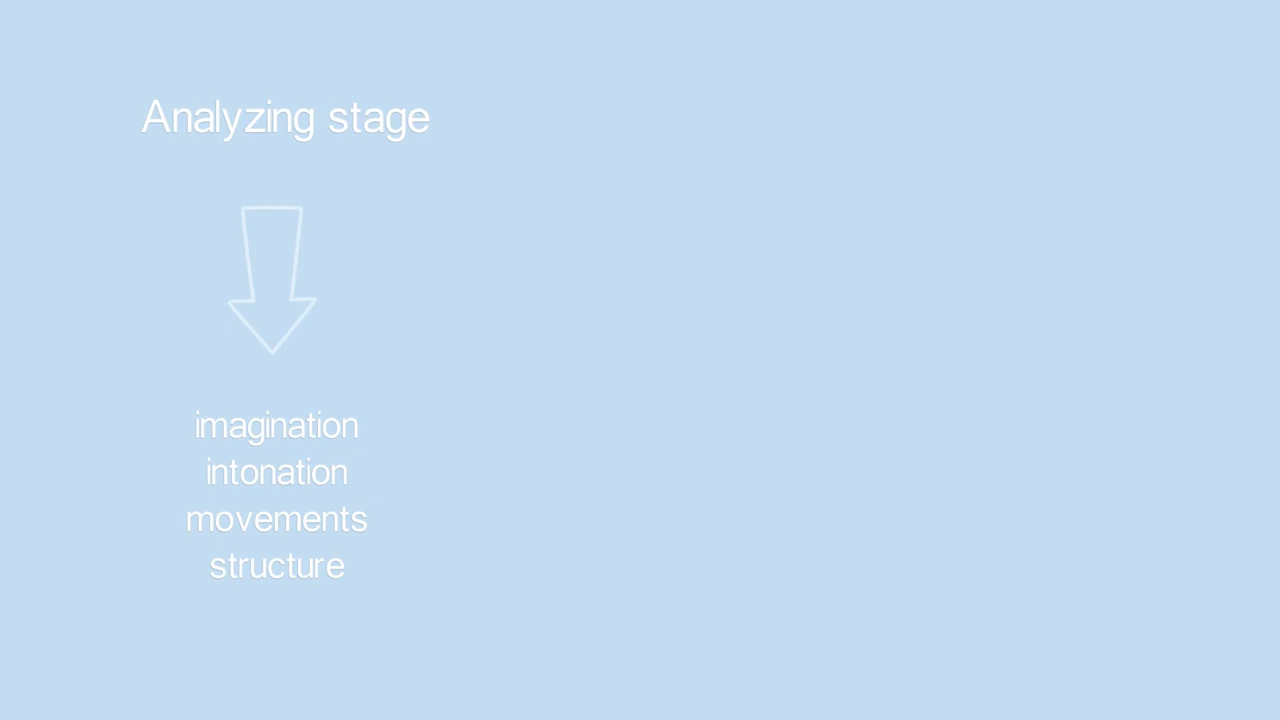 Analyzing stage
imagination
intonation
movements
structure